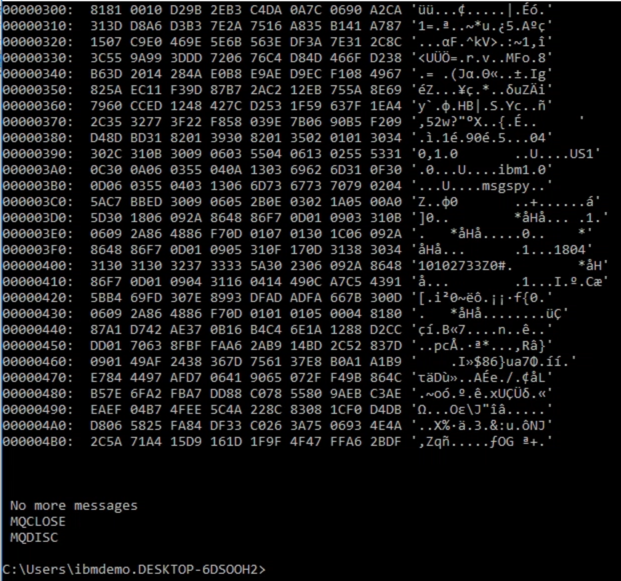 00000300:  8181 0010 D29B 2EB3 C4DA 0A7C 0690 A2CA 'üü...¢.....|.Éó.'
00000310:  313D D8A6 D3B3 7E2A 7516 A835 B141 A787 '1=.ª..~*u.¿5.Aºç'
00000320:  1507 C9E0 469E 5E6B 563E DF3A 7E31 2C8C '...αF.^kV>.:~1,î'
00000330:  3C55 9A99 3DDD 7206 76C4 D84D 466F D238 '<UÜÖ=.r.v..MFo.8'
00000340:  B63D 2014 284A E0B8 E9AE D9EC F108 4967 '.= .(Jα.Θ«..±.Ig'
00000350:  825A EC11 F39D 87B7 2AC2 12EB 755A 8E69 'éZ...¥ç.*..δuZÄi'
00000360:  7960 CCED 1248 427C D253 1F59 637F 1EA4 'y`.φ.HB|.S.Yc..ñ'
00000370:  2C35 3277 3F22 F858 039E 7B06 90B5 F209 ',52w?"°X..{.É..      '
00000380:  D48D BD31 8201 3930 8201 3502 0101 3034 '.ì.1é.90é.5...04'
00000390:  302C 310B 3009 0603 5504 0613 0255 5331 '0,1.0   ..U....US1'
000003A0:  0C30 0A06 0355 040A 1303 6962 6D31 0F30 '.0...U....ibm1.0'
000003B0:  0D06 0355 0403 1306 6D73 6773 7079 0204 '...U....msgspy..'
000003C0:  5AC7 BBED 3009 0605 2B0E 0302 1A05 00A0 'Z..φ0   ..+......á'
000003D0:  5D30 1806 092A 8648 86F7 0D01 0903 310B ']0..     *åHå... .1.'
000003E0:  0609 2A86 4886 F70D 0107 0130 1C06 092A '.   *åHå.....0..   *'
000003F0:  8648 86F7 0D01 0905 310F 170D 3138 3034 'åHå...   .1...1804'
00000400:  3130 3130 3237 3333 5A30 2306 092A 8648 '10102733Z0#.   *åH'
00000410:  86F7 0D01 0904 3116 0414 490C A7C5 4391 'å...    .1...I.º.Cæ'
00000420:  5BB4 69FD 307E 8993 DFAD ADFA 667B 300D '[.i²0~ëô.¡¡·f{0.'
00000430:  0609 2A86 4886 F70D 0101 0105 0004 8180 '.   *åHå........üÇ'
00000440:  87A1 D742 AE37 0B16 B4C4 6E1A 1288 D2CC 'çí.B«7....n..ê..'
00000450:  DD01 7063 8FBF FAA6 2AB9 14BD 2C52 837D '..pcÅ.·ª*...,Râ}'
00000460:  0901 49AF 2438 367D 7561 37E8 B0A1 A1B9 '   .I»$86}ua7Φ.íí.'
00000470:  E784 4497 AFD7 0641 9065 072F F49B 864C 'τäDù»..AÉe./.¢åL'
00000480:  B57E 6FA2 FBA7 DD88 C078 5580 9AEB C3AE '.~oó.º.ê.xUÇÜδ.«'
00000490:  EAEF 04B7 4FEE 5C4A 228C 8308 1CF0 D4DB 'Ω...Oε\J"îâ.....'
000004A0:  D806 5825 FA84 DF33 C026 3A75 0693 4E4A '..X%·ä.3.&:u.ôNJ'
000004B0:  2C5A 71A4 15D9 161D 1F9F 4F47 FFA6 2BDF ',Zqñ.....ƒOG ª+.'
No more messages
MQCLOSE
MQDISC
C:\Users\ibmdemo.DESKTOP-6DSOOH2>